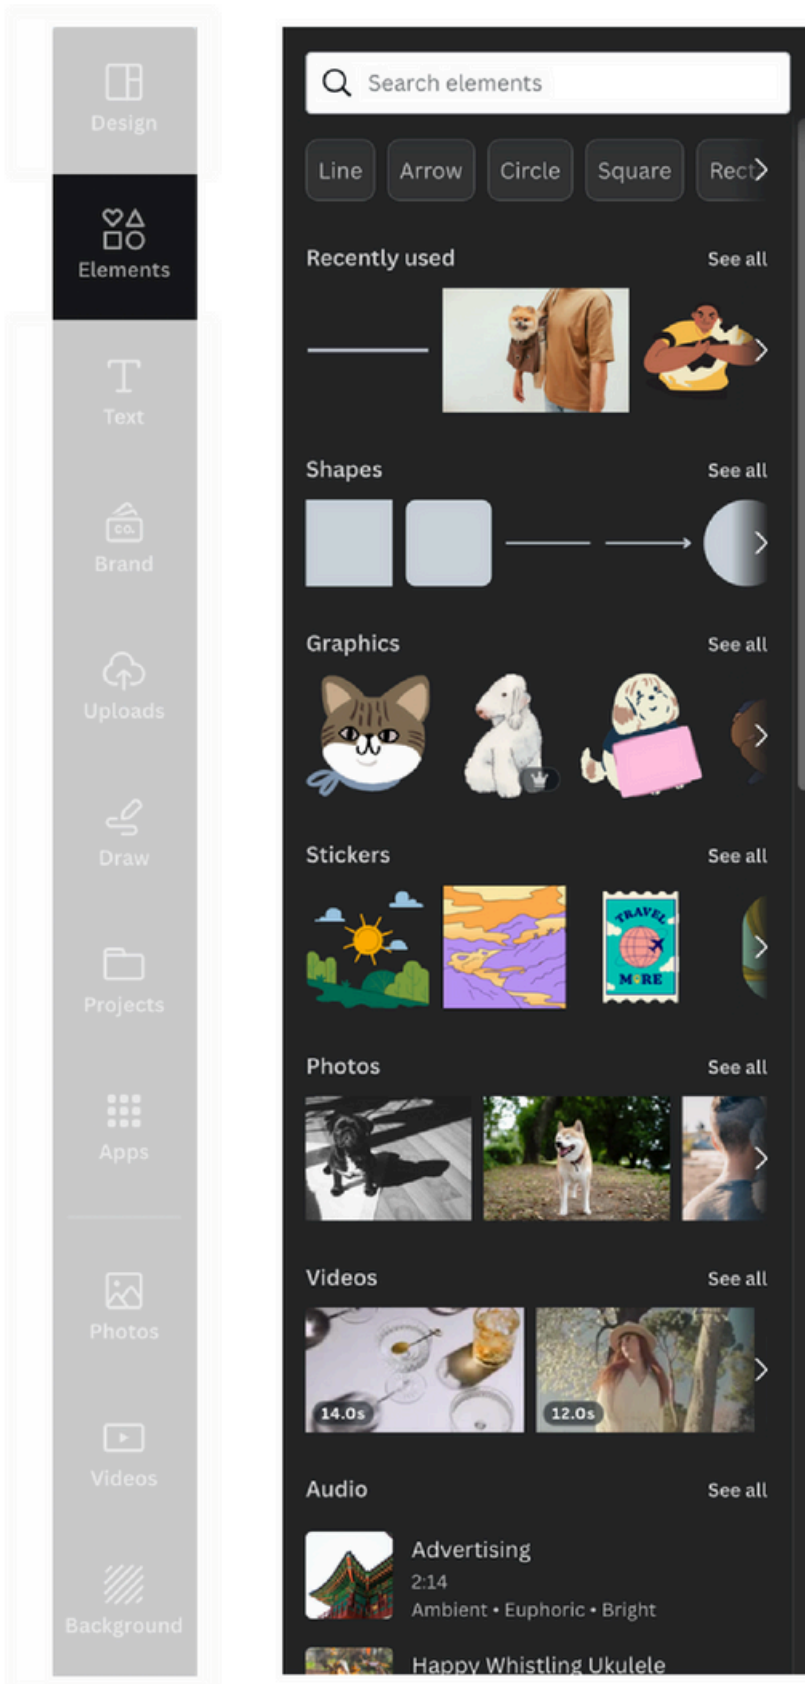 Design
Elements
Text
CO.
Brand
Uploads
Draw
Projects
Apps
Photos
Videos
Background
Search elements
Line Arrow Circle Square Rect
Recently used See all
Shapes See all
Graphics See all
Stickers See all
TRAVEL
MORE
Photos See all
Videos See all
14.0s 12.0s
Audio See all
Advertising
2:14
Ambient • Euphoric • Bright
Happy Whistling Ukulele